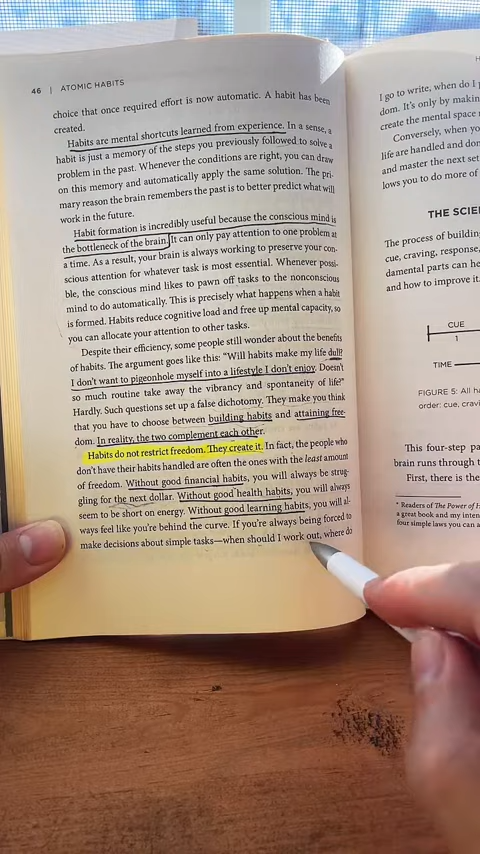 46 | ATOMIC HABITS
choice that once required effort is now automatic. A habit has been
created.
Habits are mental shortcuts learned from experience. In a sense, a
habit is just a memory of the steps you previously followed to solve a
problem in the past. Whenever the conditions are right, you can draw
on this memory and automatically apply the same solution. The pri-
mary reason the brain remembers the past is to better predict what will
work in the future.
Habit formation is incredibly useful because the conscious mind is
the bottleneck of the brain. It can only pay attention to one problem at
a time. As a result, your brain is always working to preserve your con-
scious attention for whatever task is most essential. Whenever possi-
ble, the conscious mind likes to pawn off tasks to the nonconscious
mind to do automatically. This is precisely what happens when a habit
is formed. Habits reduce cognitive load and free up mental capacity, so
you can allocate your attention to other tasks.
Despite their efficiency, some people still wonder about the benefits
of habits. The argument goes like this: “Will habits make my life dull?
I don’t want to pigeonhole myself into a lifestyle I don’t enjoy. Doesn’t
so much routine take away the vibrancy and spontaneity of life?”
Hardly. Such questions set up a false dichotomy. They make you think
that you have to choose between building habits and attaining free-
dom. In reality, the two complement each other.
Habits do not restrict freedom. They create it. In fact, the people who
don’t have their habits handled are often the ones with the least amount
of freedom. Without good financial habits, you will always be strug-
gling for the next dollar. Without good health habits, you will always
seem to be short on energy. Without good learning habits, you will al-
ways feel like you’re behind the curve. If you’re always being forced to
make decisions about simple tasks—when should I work out, where do
I go to write, when do I
dom. It’s only by makin
create the mental space
Conversely, when yo
life are handled and don
and master the next set
lows you to do more of
THE SCIE
The process of buildin
cue, craving, response,
damental parts can he
and how to improve it.
CUE
1
TIME
FIGURE 5: All ha
order: cue, cravi
This four-step pa
brain runs through t
First, there is the
* Readers of The Power of H
a great book and my inten
four simple laws you can a